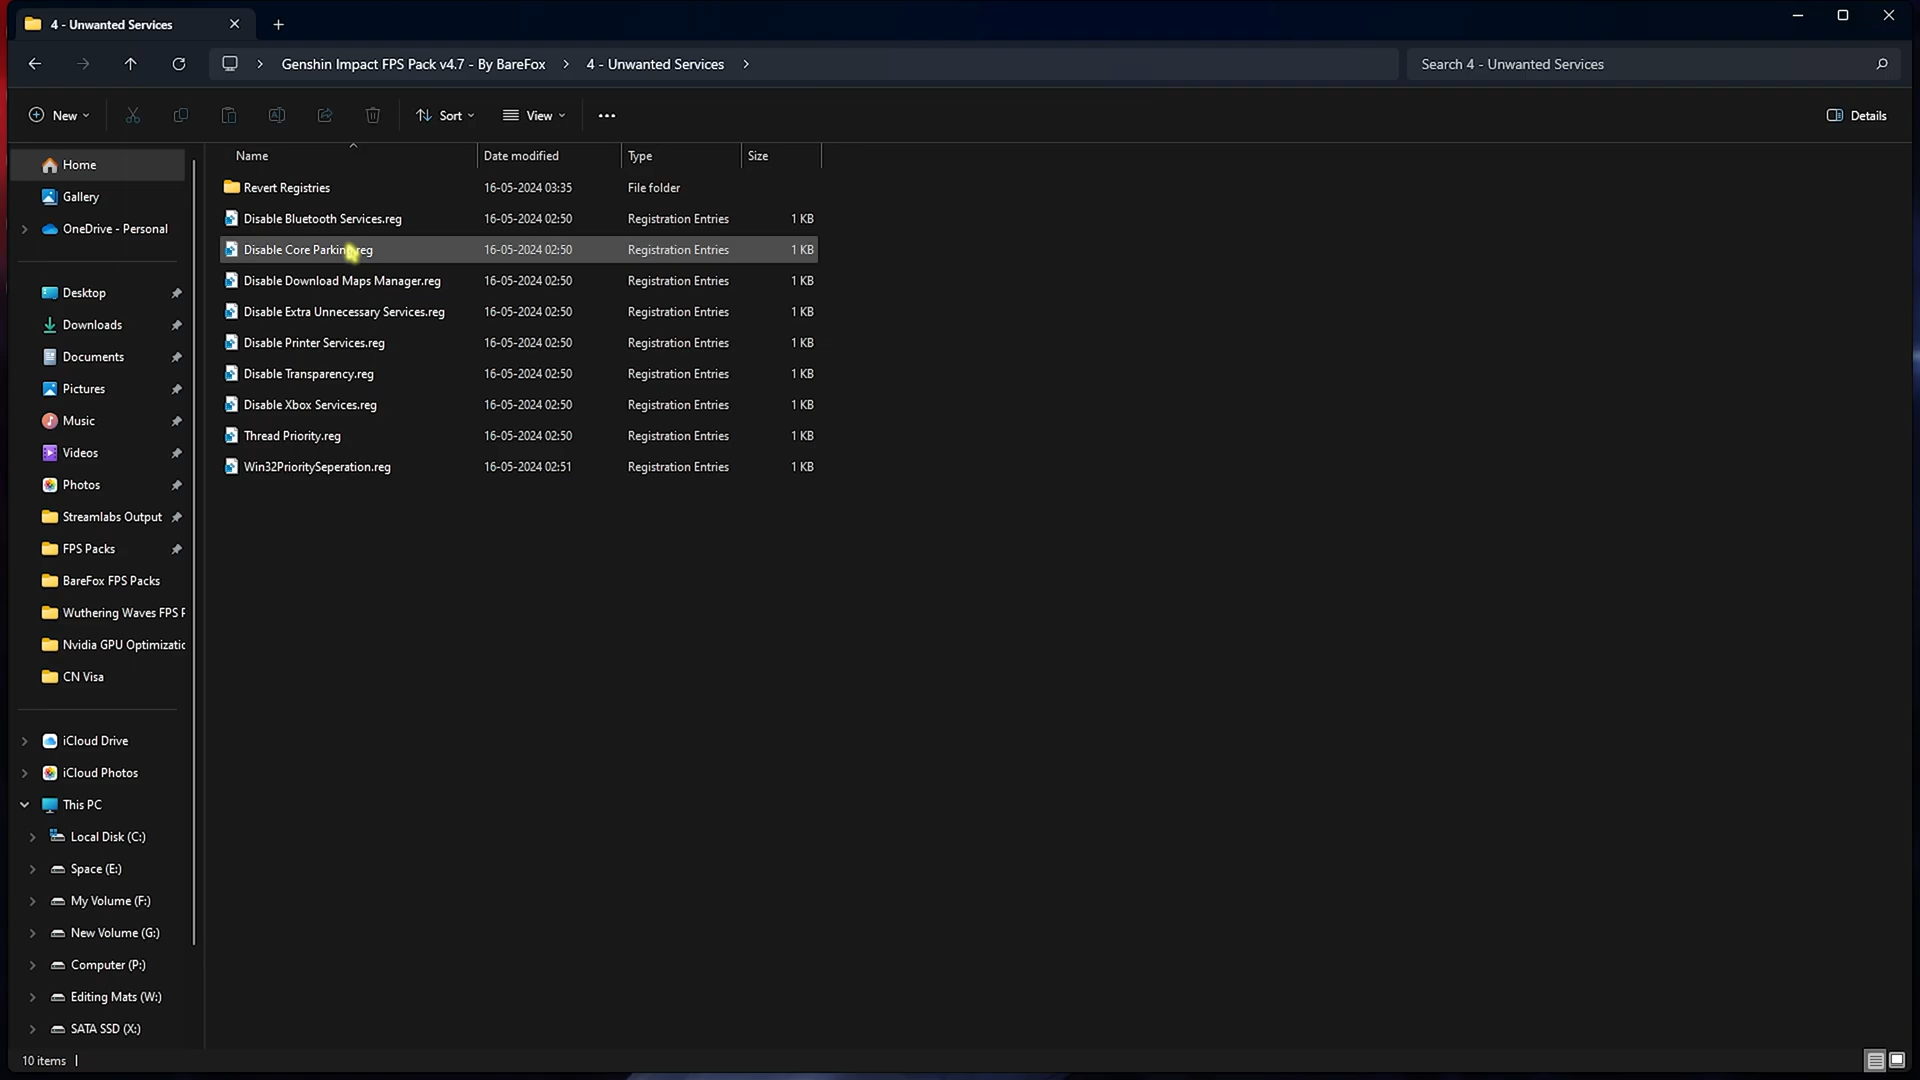 4 - Unwanted Services
Genshin Impact FPS Pack v4.7 - By BareFox
4 - Unwanted Services
Search 4 - Unwanted Services
New
Sort
View
Details
Name
Date modified
Type
Size
Home
Gallery
OneDrive - Personal
Desktop
Downloads
Documents
Pictures
Music
Videos
Photos
Streamlabs Output
FPS Packs
BareFox FPS Packs
Wuthering Waves FPS
Nvidia GPU Optimizatic
CN Visa
iCloud Drive
iCloud Photos
This PC
Local Disk (C:)
Space (E:)
My Volume (F:)
New Volume (G:)
Computer (P:)
Editing Mats (W:)
SATA SSD (X:)
Revert Registries 16-05-2024 03:35 File folder
Disable Bluetooth Services.reg 16-05-2024 02:50 Registration Entries 1 KB
Disable Core Parking.reg 16-05-2024 02:50 Registration Entries 1 KB
Disable Download Maps Manager.reg 16-05-2024 02:50 Registration Entries 1 KB
Disable Extra Unnecessary Services.reg 16-05-2024 02:50 Registration Entries 1 KB
Disable Printer Services.reg 16-05-2024 02:50 Registration Entries 1 KB
Disable Transparency.reg 16-05-2024 02:50 Registration Entries 1 KB
Disable Xbox Services.reg 16-05-2024 02:50 Registration Entries 1 KB
Thread Priority.reg 16-05-2024 02:50 Registration Entries 1 KB
Win32PrioritySeperation.reg 16-05-2024 02:51 Registration Entries 1 KB
10 items